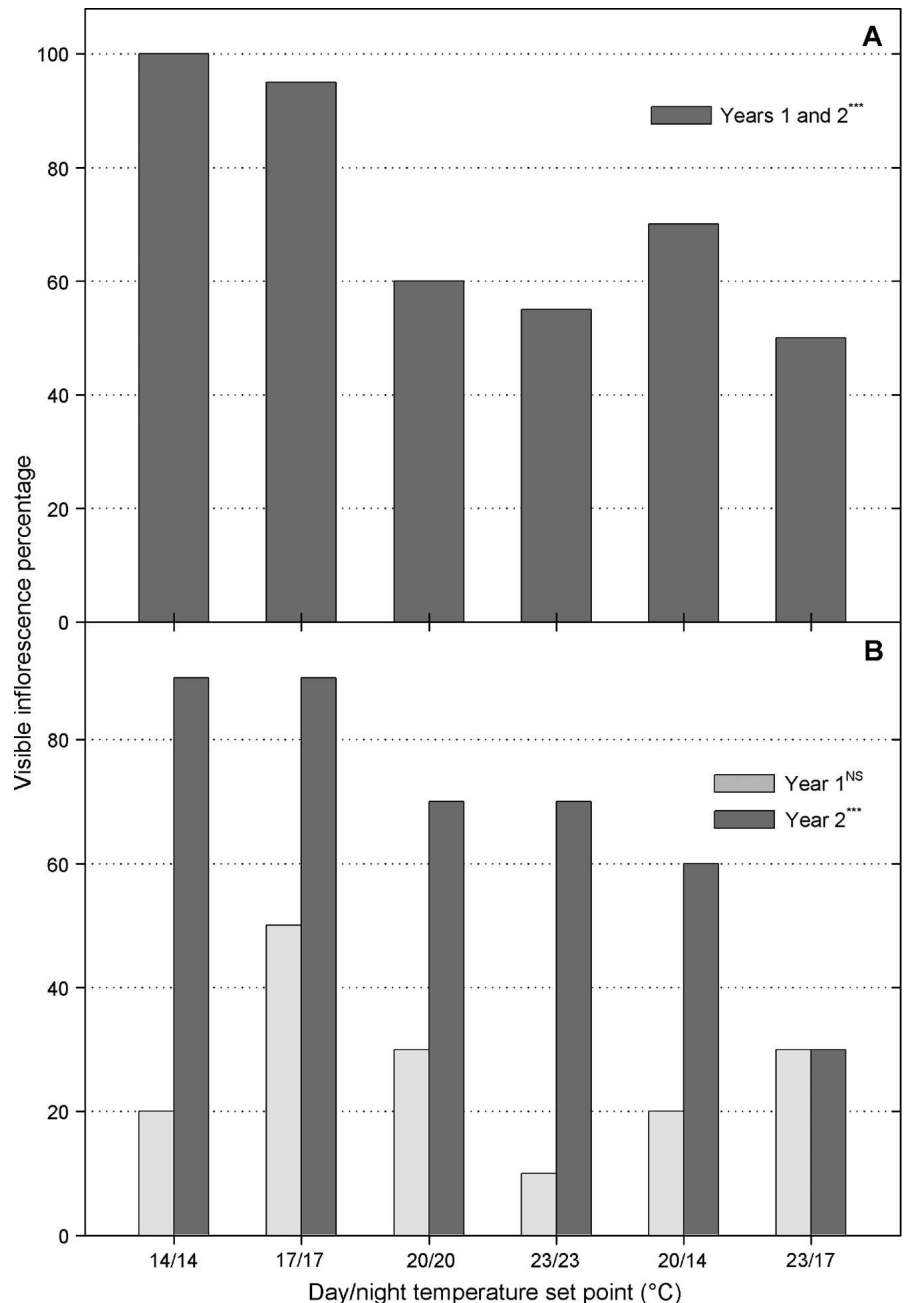 A
100
Years 1 and 2***
80
60
40
20
0
Visible inflorescence percentage
B
80
Year 1NS
Year 2***
60
40
20
0
14/14 17/17 20/20 23/23 20/14 23/17
Day/night temperature set point (°C)